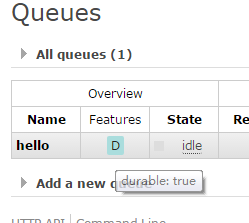 Queues
All queues (1)
Overview
Name Features State Re
hello D idle
durable: true
Add a new queue
HTTP API Command Line